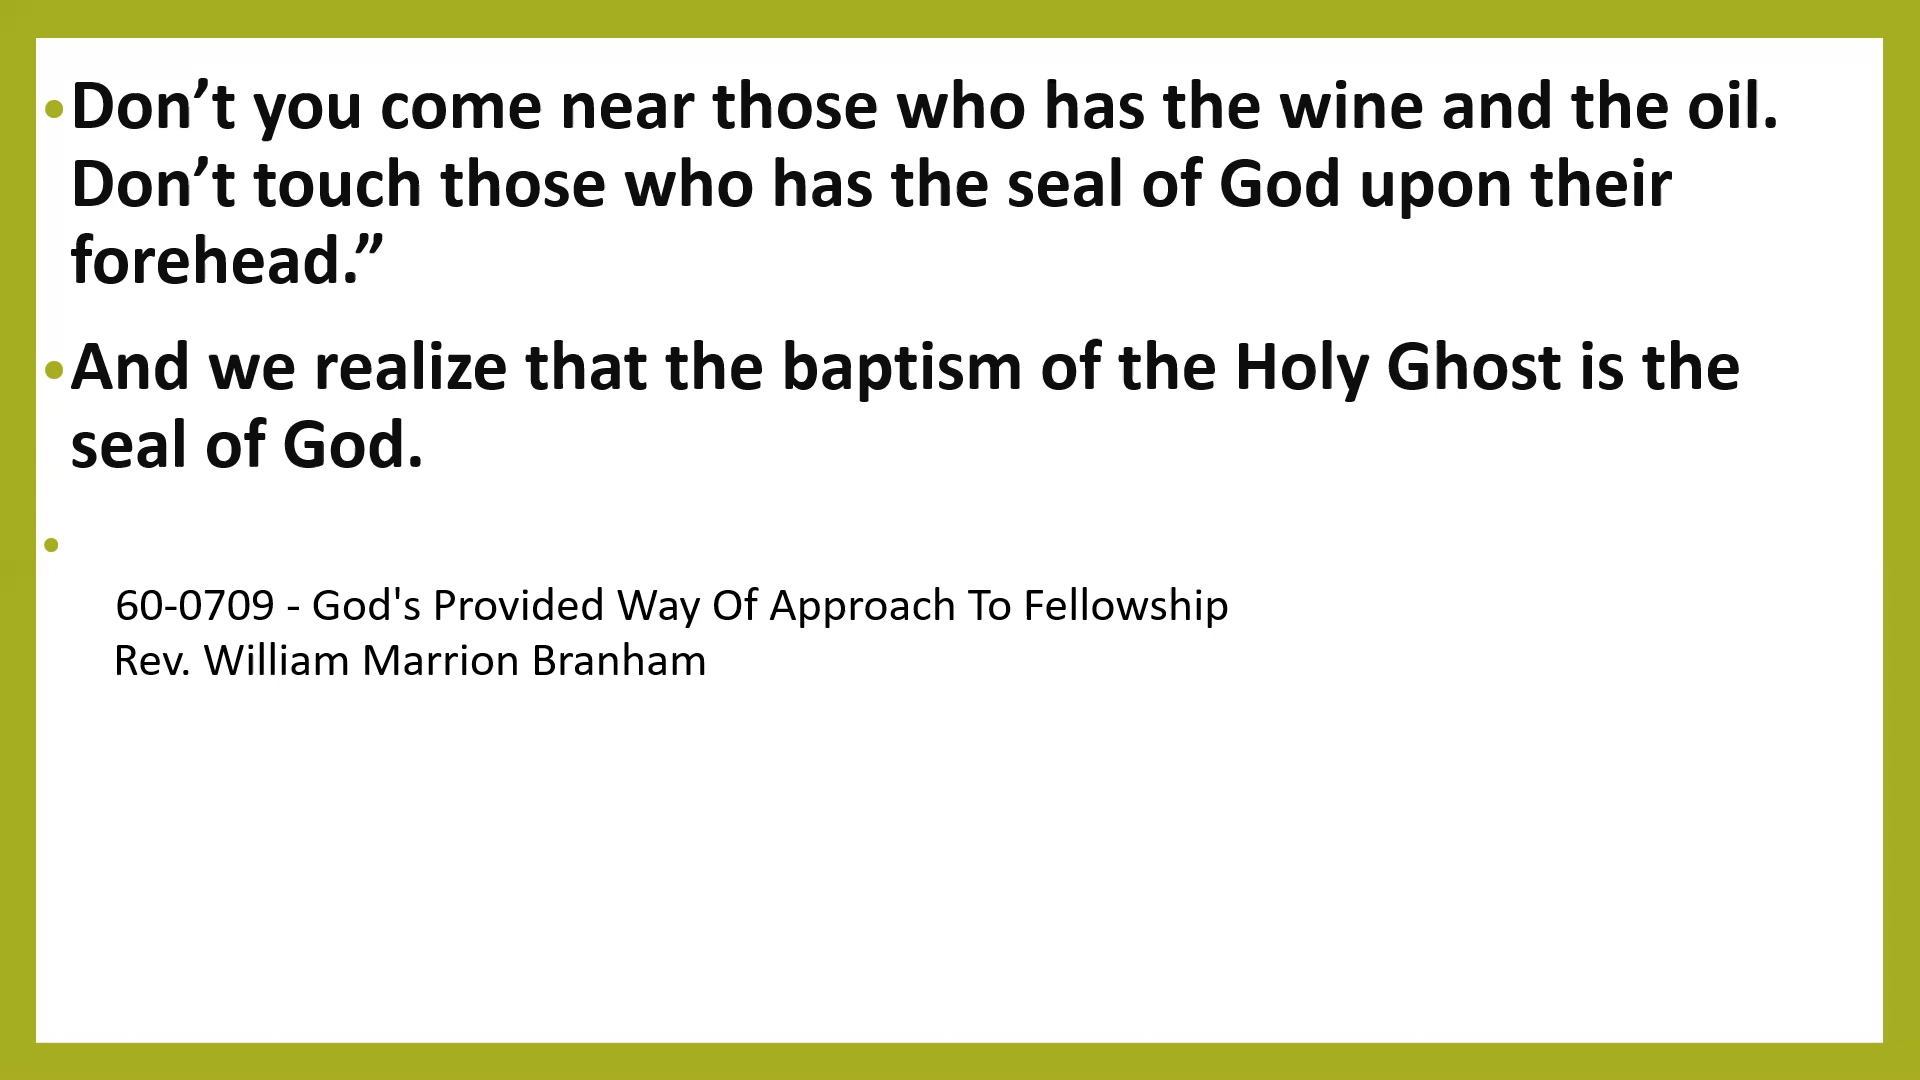 •Don’t you come near those who has the wine and the oil.
Don’t touch those who has the seal of God upon their
forehead.”
•And we realize that the baptism of the Holy Ghost is the
seal of God.
•
60-0709 - God's Provided Way Of Approach To Fellowship
Rev. William Marrion Branham